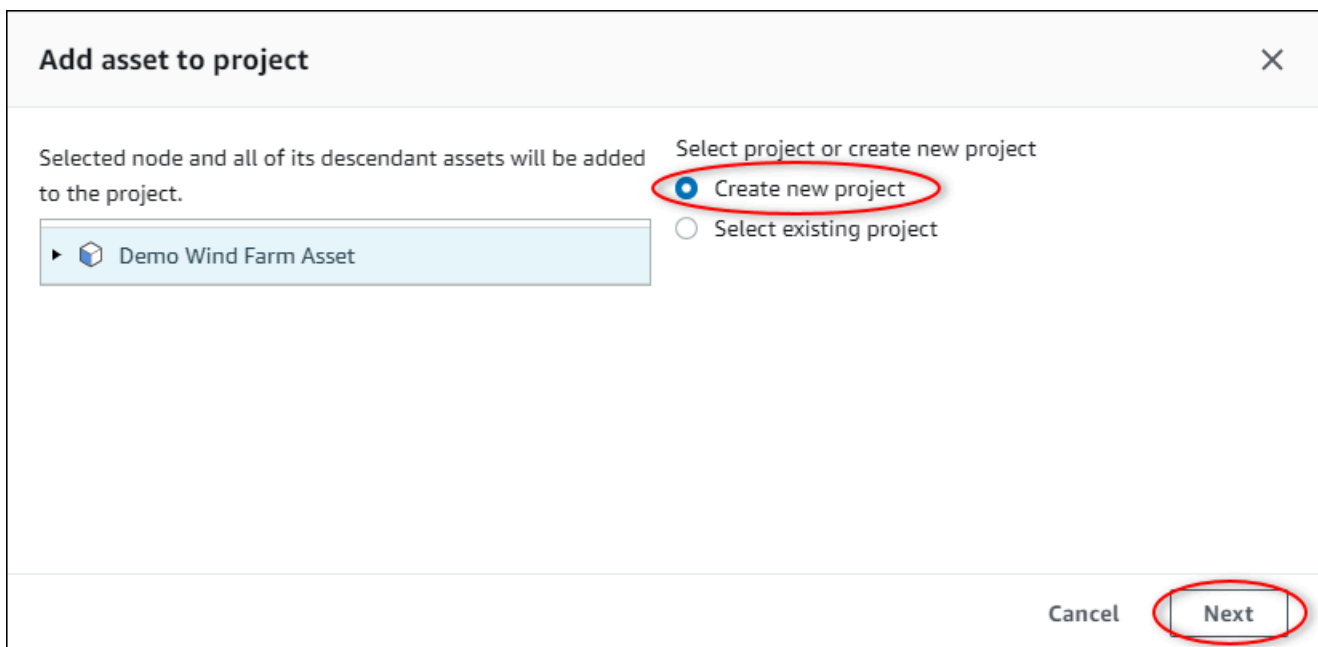 Add asset to project
Selected node and all of its descendant assets will be added
to the project.
Demo Wind Farm Asset
Select project or create new project
Create new project
Select existing project
Cancel
Next